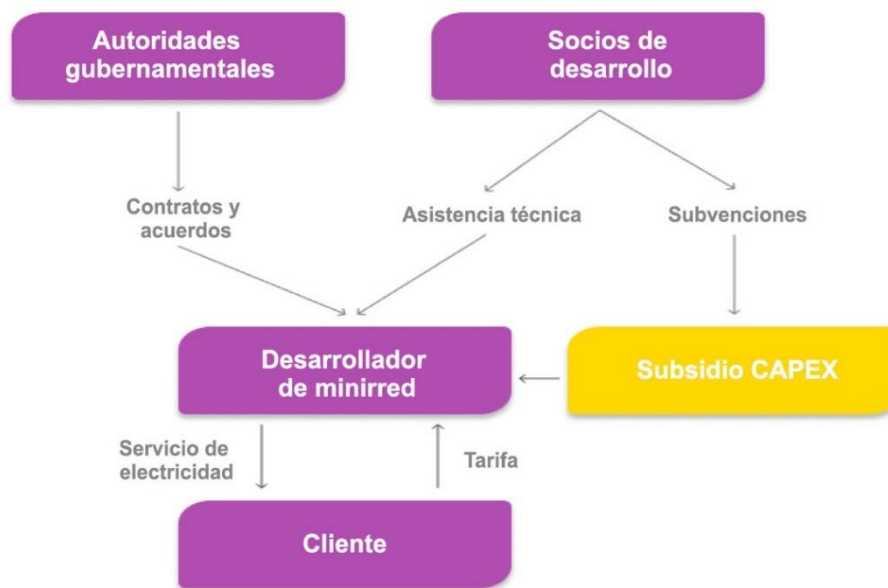 Autoridades
gubernamentales
Socios de
desarrollo
Contratos y
acuerdos
Asistencia técnica
Subvenciones
Desarrollador
de minirred
Subsidio CAPEX
Servicio de
electricidad
Tarifa
Cliente